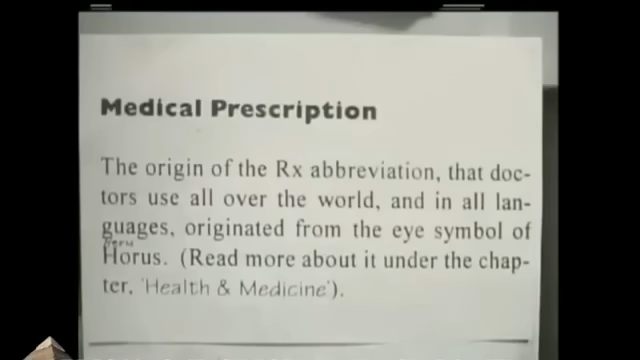 Medical Prescription
The origin of the Rx abbreviation, that doc-
tors use all over the world, and in all lan-
guages, originated from the eye symbol of
Heru
Horus. (Read more about it under the chap-
ter, 'Health & Medicine').